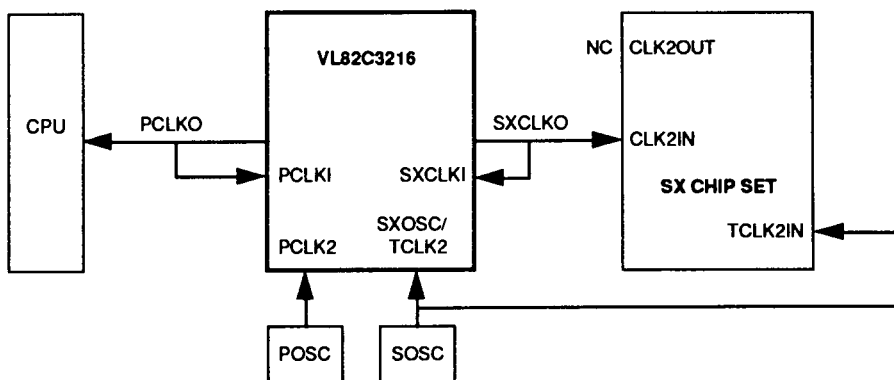 VL82C3216
NC CLK2OUT
CPU
PCLKO
SXCLKO
CLK2IN
PCLKI
SXCLKI
SX CHIP SET
SXOSC/
TCLK2
PCLK2
TCLK2IN
POSC
SOSC